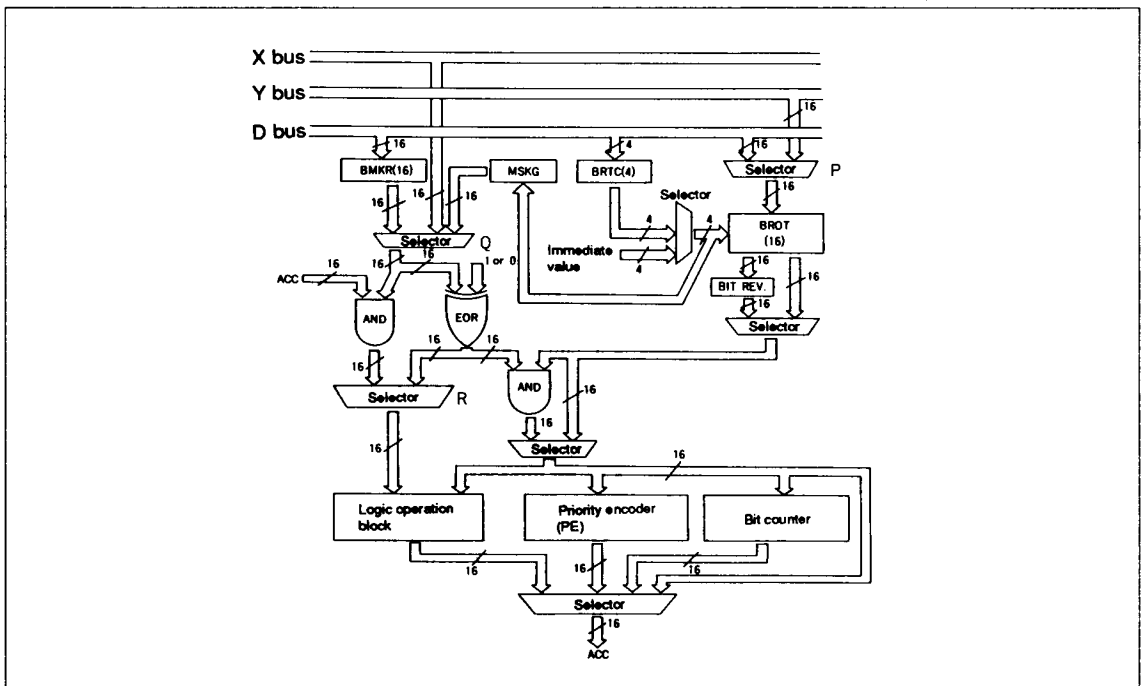 X bus
Y bus
16
D bus
16
4
16
16
BMKR(16)
MSKG
BRTC(4)
Selector
P
16
16
16
16
Selector
4
4
BROT
(16)
Selector
Q
Immediate
value
4
16
16
1 or 0
16
16
ACC
16
BIT REV.
16
AND
EOR
Selector
16
16
16
AND
16
Selector
R
16
Selector
16
16
Logic operation
block
Priority encoder
(PE)
Bit counter
16
16
16
Selector
16
ACC